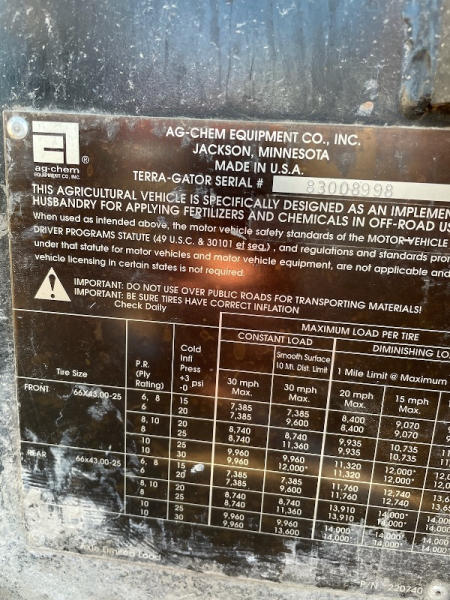 AG-CHEM EQUIPMENT CO., INC.
JACKSON, MINNESOTA
MADE IN U.S.A.
ag-chem
EQUIPMENT CO., INC.
®
TERRA-GATOR SERIAL # 83008998
THIS AGRICULTURAL VEHICLE IS SPECIFICALLY DESIGNED AS AN IMPLEMEN
HUSBANDRY FOR APPLYING FERTILIZERS AND CHEMICALS IN OFF-ROAD US
When used as intended above, the motor vehicle safety standards of the MOTOR VEHICLE
DRIVER PROGRAMS STATUTE (49 U.S.C. & 30101 et seq.), and regulations and standards pro
under that statute for motor vehicles and motor vehicle equipment, are not applicable and
vehicle licensing in certain states is not required.
IMPORTANT: DO NOT USE OVER PUBLIC ROADS FOR TRANSPORTING MATERIALS!
IMPORTANT: BE SURE TIRES HAVE CORRECT INFLATION
Check Daily
MAXIMUM LOAD PER TIRE
CONSTANT LOAD DIMINISHING LO
Tire Size P.R. (Ply Rating) Cold Infl Press +3 -0 psi Smooth Surface 10 Mi. Dist. Limit 1 Mile Limit @ Maximum
30 mph Max. 30 mph Max. 20 mph Max. 15 mph Max.
FRONT 66X43.00-25 6, 8 15 7,385 7,385 8,400 9,070
6 20 7,385 9,600 8,400 9,070
8, 10 20 8,740 8,740 9,935 10,735
8 25 8,740 11,360 9,935 10,735
10 25 9,960 9,960 11,320 12,000*
10 30 9,960 12,000* 11,320 12,000*
REAR 66x43.00-25 6, 8 15 7,385 7,385 11,760 12,740
6 20 7,385 9,600 11,760 12,740
8, 10 20 8,740 8,740 13,910 14,000*
8 25 8,740 11,360 13,910 14,000*
10 25 9,960 9,960 14,000 14,000*
10 30 9,960 13,600 14,000 14,000*
P/N 220740